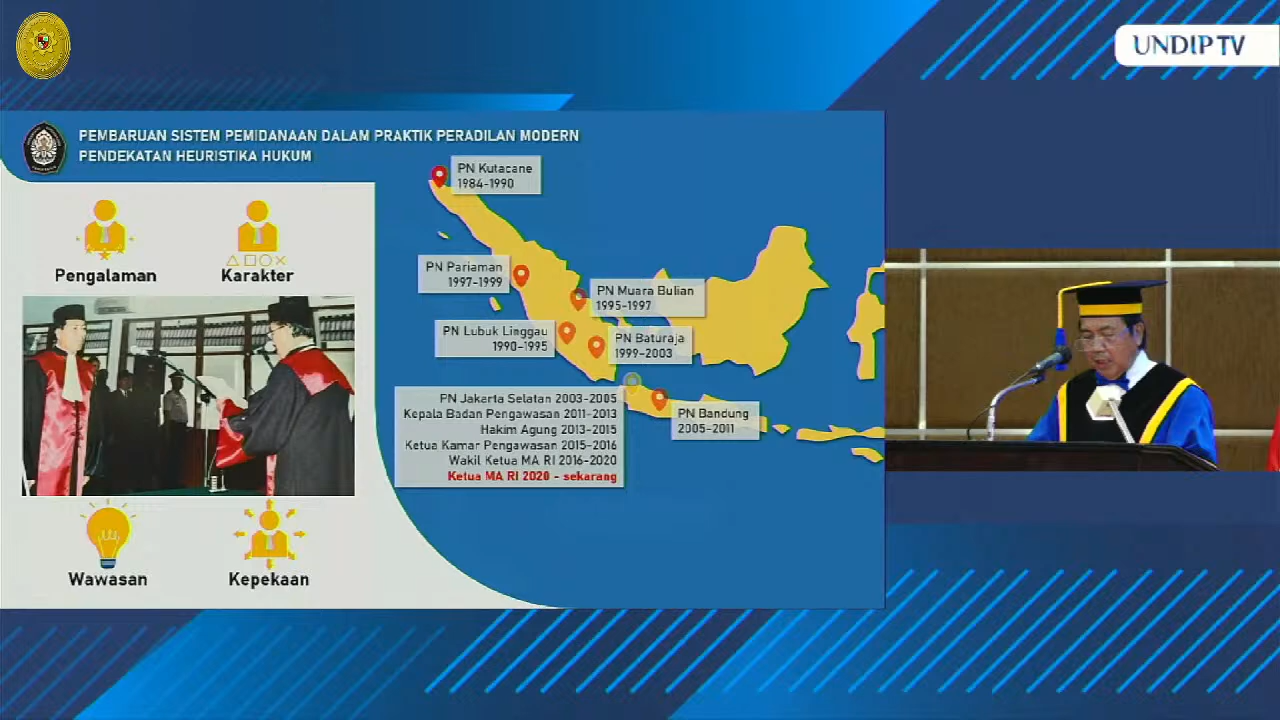 UNDIP TV
PEMBARUAN SISTEM PEMIDANAAN DALAM PRAKTIK PERADILAN MODERN
PENDEKATAN HEURISTIKA HUKUM
Pengalaman
Karakter
Wawasan
Kepekaan
PN Kutacane
1984-1990
PN Pariaman
1997-1999
PN Muara Bulian
1995-1997
PN Lubuk Linggau
1990-1995
PN Baturaja
1999-2003
PN Jakarta Selatan 2003-2005
Kepala Badan Pengawasan 2011-2013
Hakim Agung 2013-2015
Ketua Kamar Pengawasan 2015-2016
Wakil Ketua MA RI 2016-2020
Ketua MA RI 2020 - sekarang
PN Bandung
2005-2011